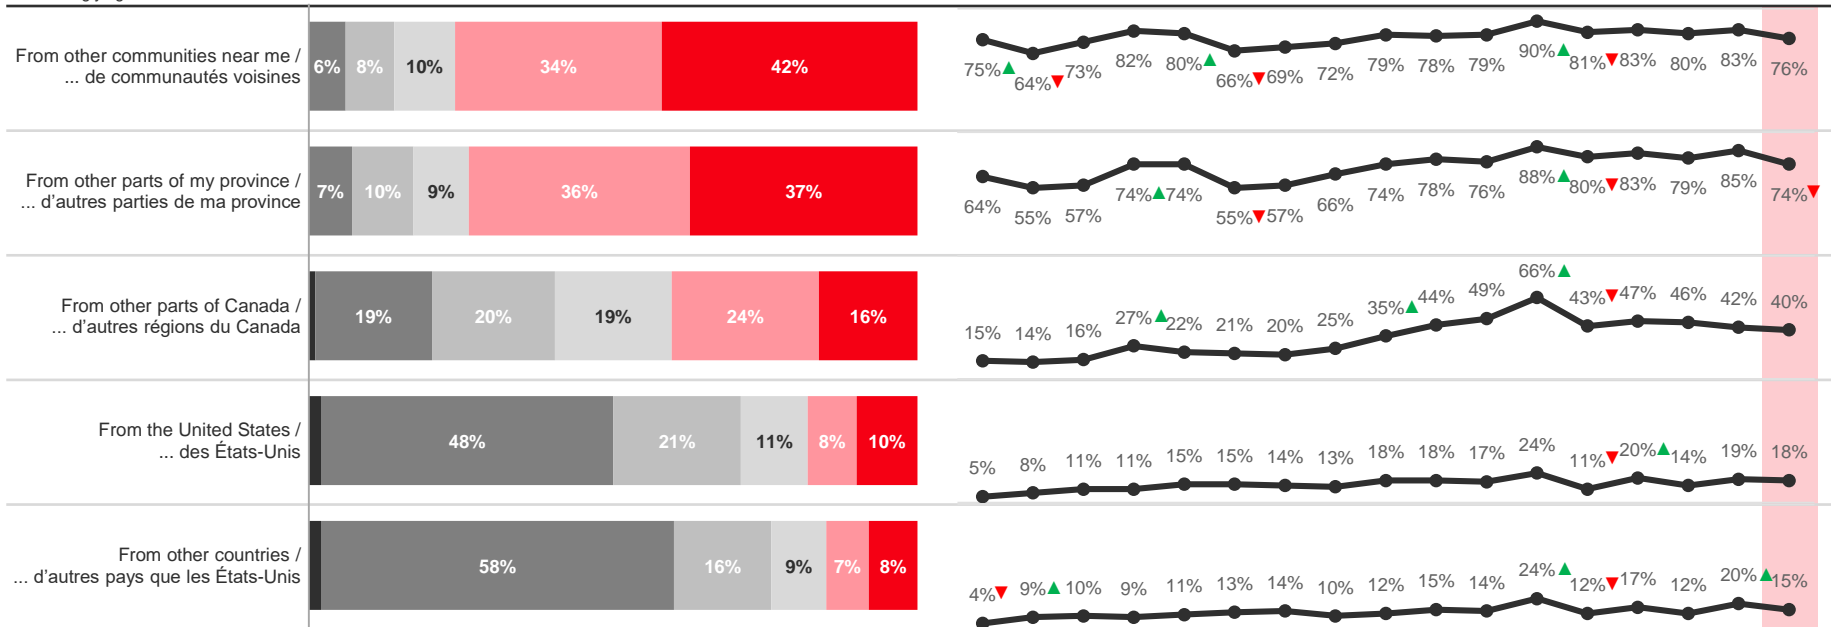 From other communities near me /
... de communautés voisines
6% 8% 10% 34% 42%
75% 64% 73% 82% 80% 66% 69% 72% 79% 78% 79% 90% 81% 83% 80% 83% 76%
From other parts of my province /
... d'autres parties de ma province
7% 10% 9% 36% 37%
64% 55% 57% 74% 74% 55% 57% 66% 74% 78% 76% 88% 80% 83% 79% 85% 74%
From other parts of Canada /
... d'autres régions du Canada
19% 20% 19% 24% 16%
15% 14% 16% 27% 22% 21% 20% 25% 35% 44% 49% 66% 43% 47% 46% 42% 40%
From the United States /
... des États-Unis
48% 21% 11% 8% 10%
5% 8% 11% 11% 15% 15% 14% 13% 18% 18% 17% 24% 11% 20% 14% 19% 18%
From other countries /
... d'autres pays que les États-Unis
58% 16% 9% 7% 8%
4% 9% 10% 9% 11% 13% 14% 10% 12% 15% 14% 24% 12% 17% 12% 20% 15%